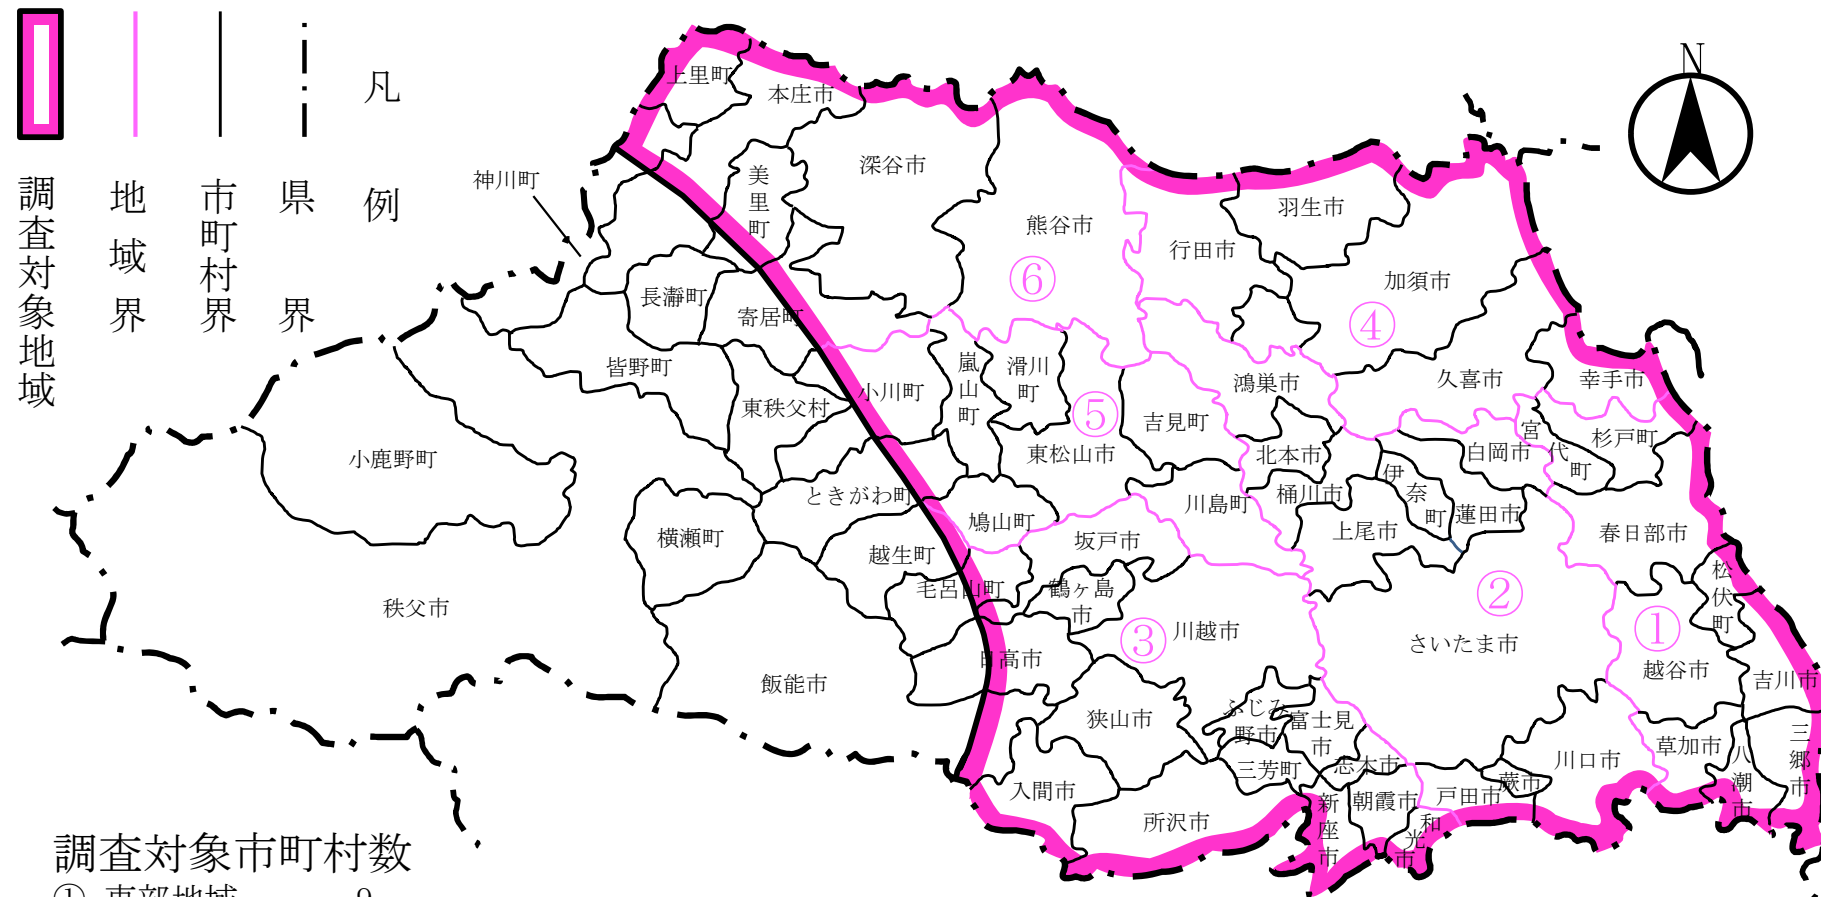 凡例
県界
市町村界
地域界
調査対象地域
N
上里町
本庄市
神川町
美里町
深谷市
熊谷市
⑥
行田市
羽生市
加須市
④
長瀞町
寄居町
皆野町
東秩父村
小川町
嵐山町
滑川町
⑤
吉見町
鴻巣市
久喜市
幸手市
宮代町
杉戸町
白岡市
小鹿野町
東松山市
北本市
伊奈町
桶川市
蓮田市
上尾市
ときがわ町
鳩山町
川島町
横瀬町
越生町
坂戸市
春日部市
松伏町
毛呂山町
鶴ヶ島市
秩父市
②
①
③
川越市
さいたま市
越谷市
日高市
飯能市
吉川市
狭山市
ふじみ野市
富士見市
三芳町
志木市
川口市
草加市
八潮市
三郷市
蕨市
戸田市
朝霞市
和光市
新座市
入間市
所沢市
調査対象市町村数
① 東部地域 9